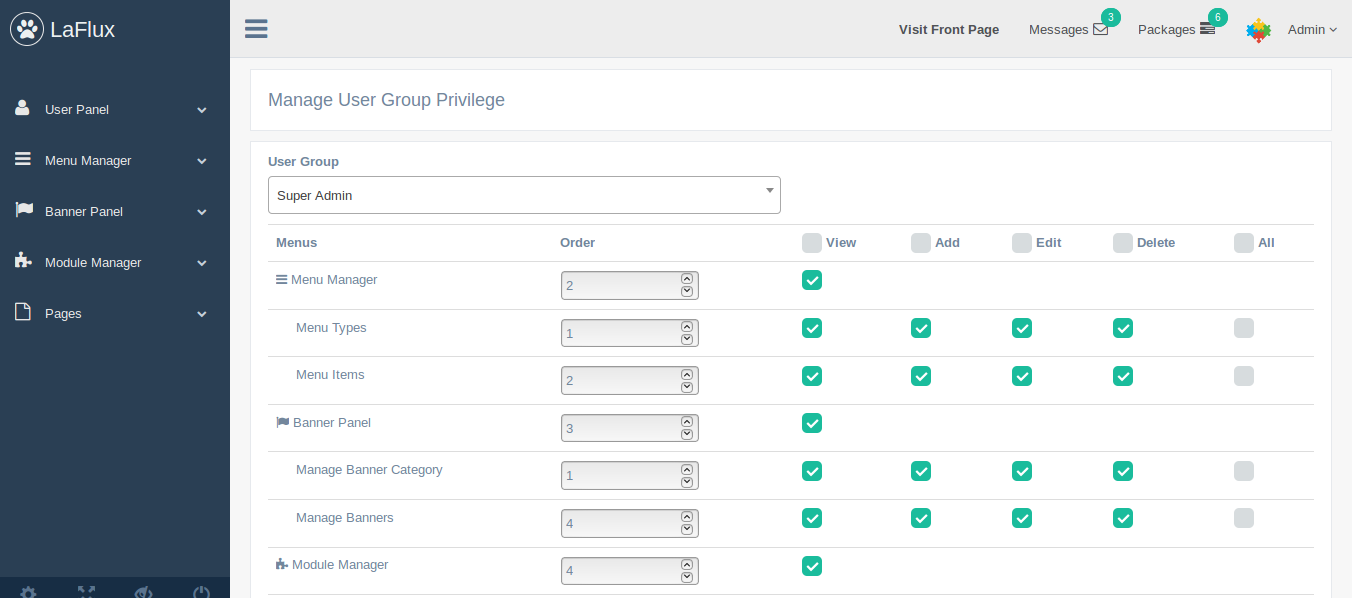 LaFlux
Visit Front Page Messages 3 Packages 6 Admin
User Panel
Menu Manager
Banner Panel
Module Manager
Pages
Manage User Group Privilege
User Group
Super Admin
Menus Order View Add Edit Delete All
Menu Manager 2
Menu Types 1
Menu Items 2
Banner Panel 3
Manage Banner Category 1
Manage Banners 4
Module Manager 4